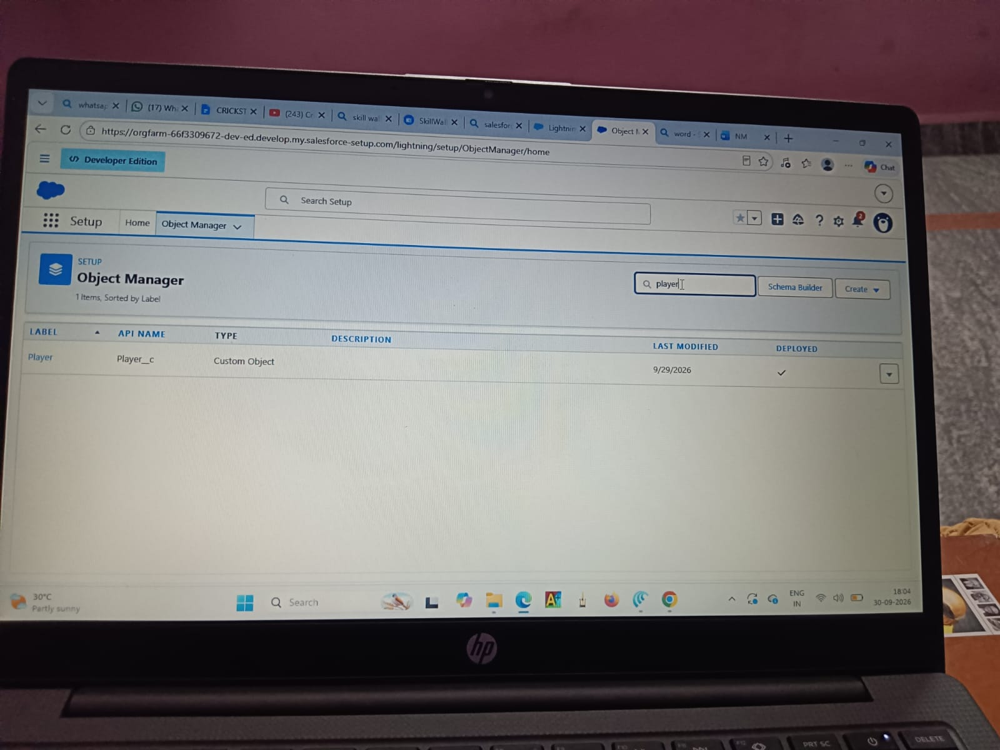 whatsap
(17) Wh
CRICKST
(243) Cr
skill wal
SkillWall
salesfor
Lightnin
Object M
word -
NM
https://orgfarm-66f3309672-dev-ed.develop.my.salesforce-setup.com/lightning/setup/ObjectManager/home
Chat
Developer Edition
Search Setup
Setup
Home
Object Manager
2
SETUP
Object Manager
1 Items, Sorted by Label
player
Schema Builder
Create
LABEL API NAME TYPE DESCRIPTION LAST MODIFIED DEPLOYED
Player Player__c Custom Object 9/29/2026
30°C
Partly sunny
Search
ENG
IN
18:04
30-09-2026
hp
PRT SC
DELETE